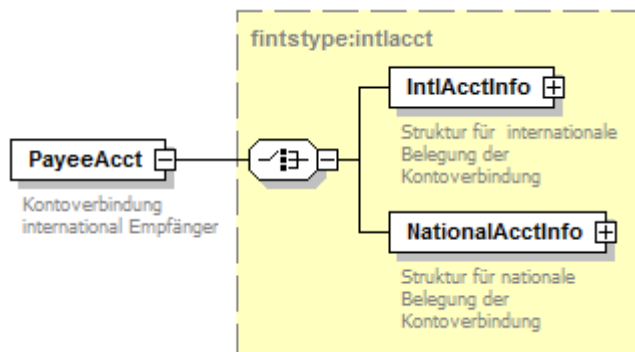 fintstype:intlacct
IntlAcctInfo
Struktur für internationale
Belegung der
Kontoverbindung
PayeeAcct
Kontoverbindung
international Empfänger
NationalAcctInfo
Struktur für nationale
Belegung der
Kontoverbindung